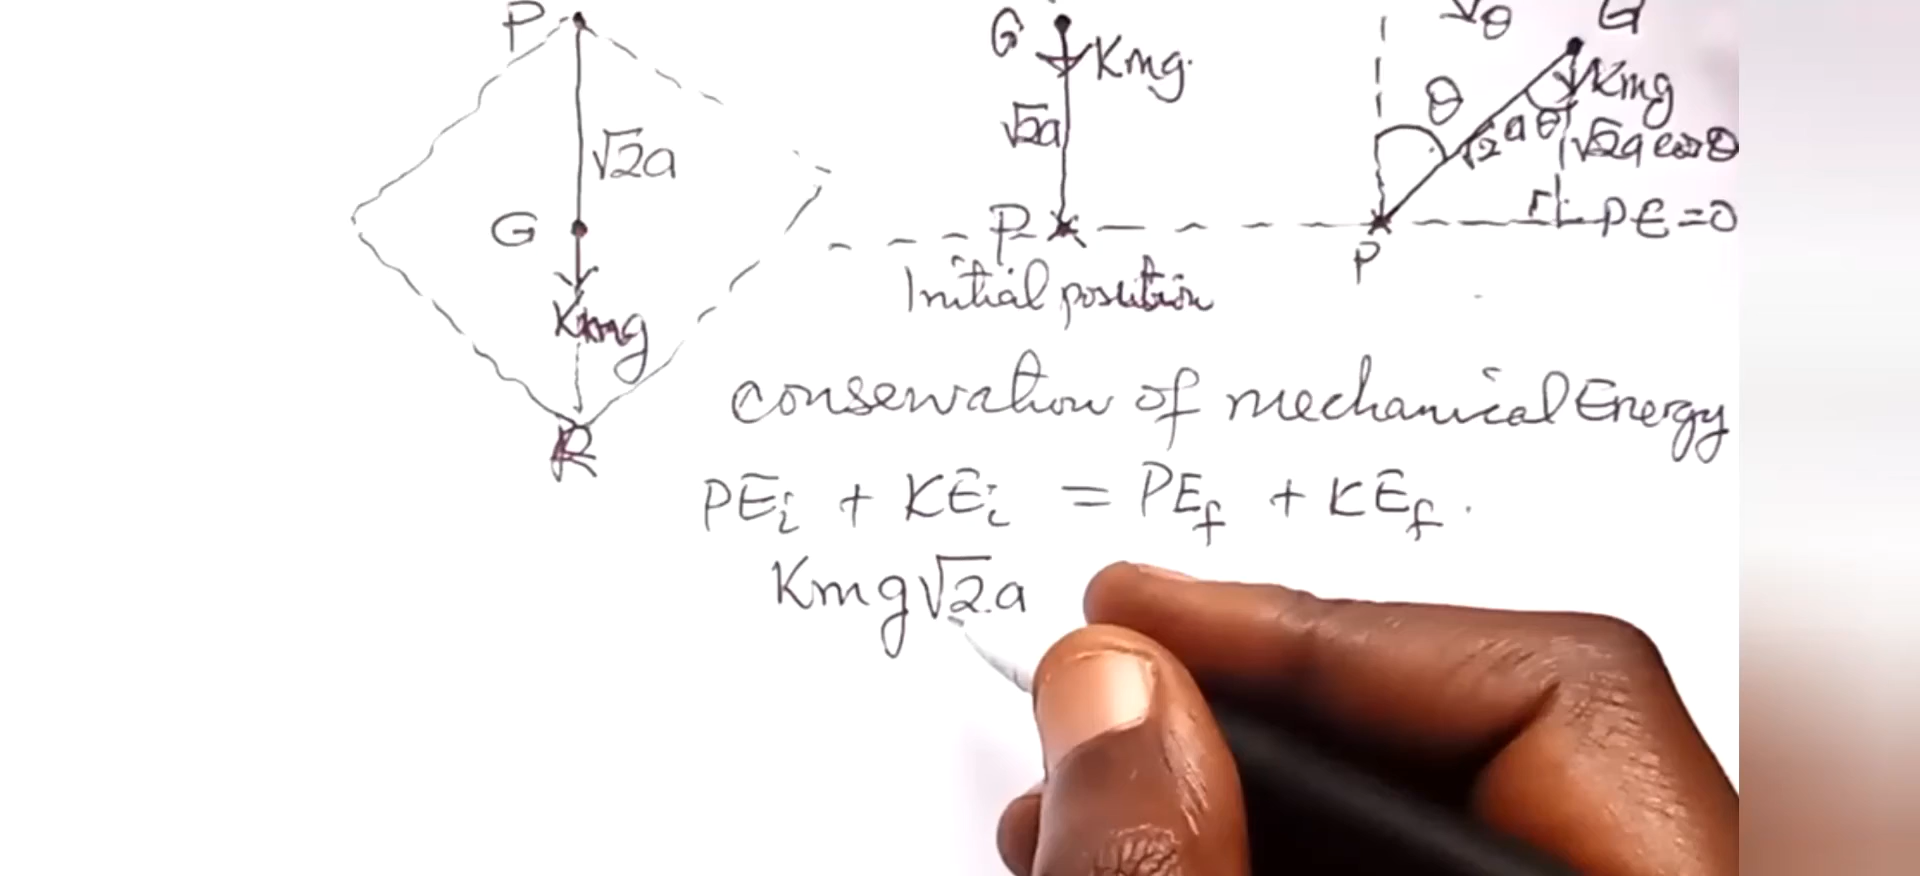 P
√2a
G
Kmg
R
G
Kmg.
√2a
P
Initial position
θ
G
Kmg
θ
√2a θ
√2a cosθ
PE=0
P
conservation of mechanical Energy
PEi + KEi = PEf + KEf.
Kmg√2a